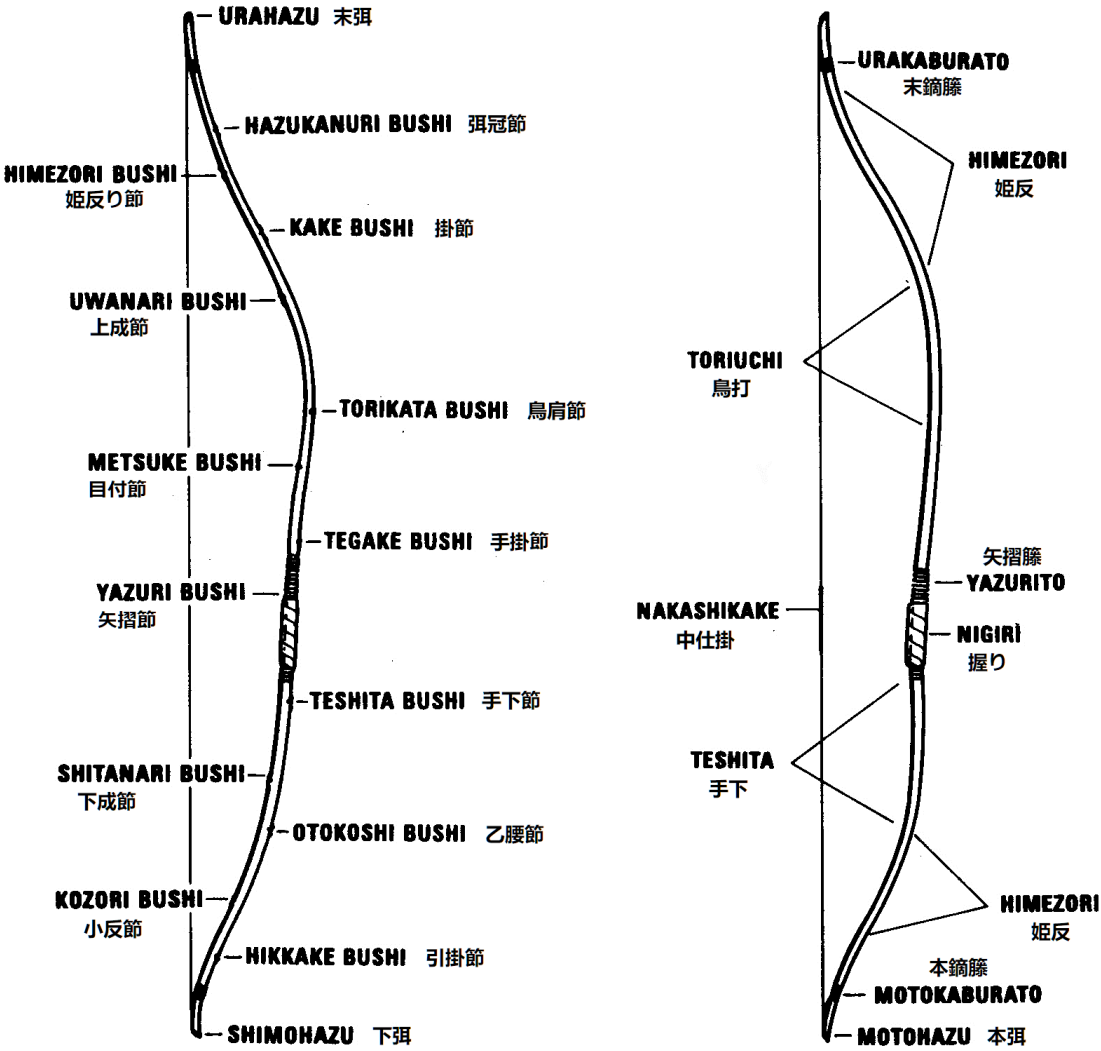 URAHAZU 末弭
HAZUKANURI BUSHI 弭冠節
HIMEZORI BUSHI
姫反り節
KAKE BUSHI 掛節
UWANARI BUSHI
上成節
TORIKATA BUSHI 鳥肩節
METSUKE BUSHI
目付節
TEGAKE BUSHI 手掛節
YAZURI BUSHI
矢摺節
TESHITA BUSHI 手下節
SHITANARI BUSHI
下成節
OTOKOSHI BUSHI 乙腰節
KOZORI BUSHI
小反節
HIKKAKE BUSHI 引掛節
SHIMOHAZU 下弭
URAKABURATO
末鏑籐
HIMEZORI
姫反
TORIUCHI
鳥打
矢摺籐
YAZURITO
NAKASHIKAKE
中仕掛
NIGIRI
握り
TESHITA
手下
HIMEZORI
姫反
本鏑籐
MOTOKABURATO
MOTOHAZU 本弭